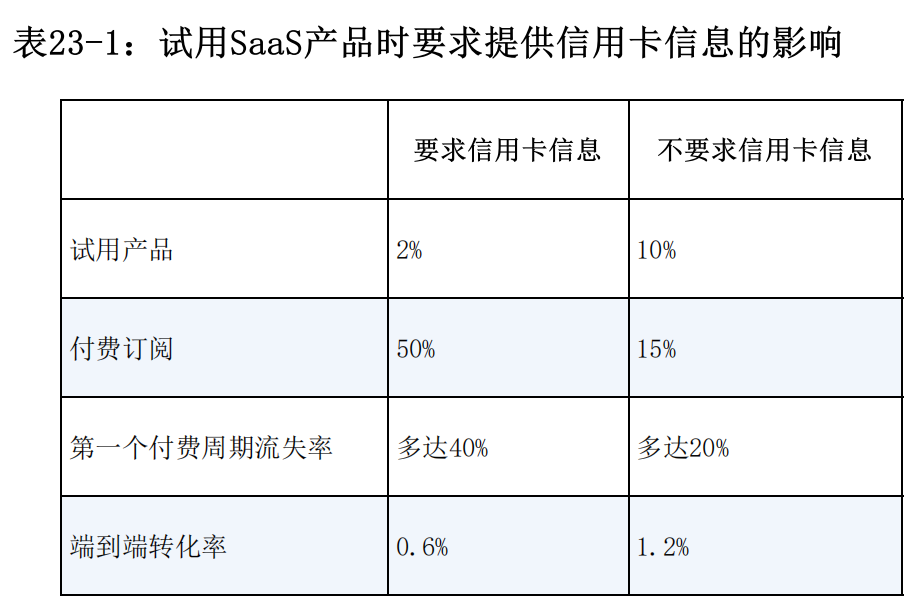 表23-1：试用SaaS产品时要求提供信用卡信息的影响
要求信用卡信息 不要求信用卡信息
试用产品 2% 10%
付费订阅 50% 15%
第一个付费周期流失率 多达40% 多达20%
端到端转化率 0.6% 1.2%